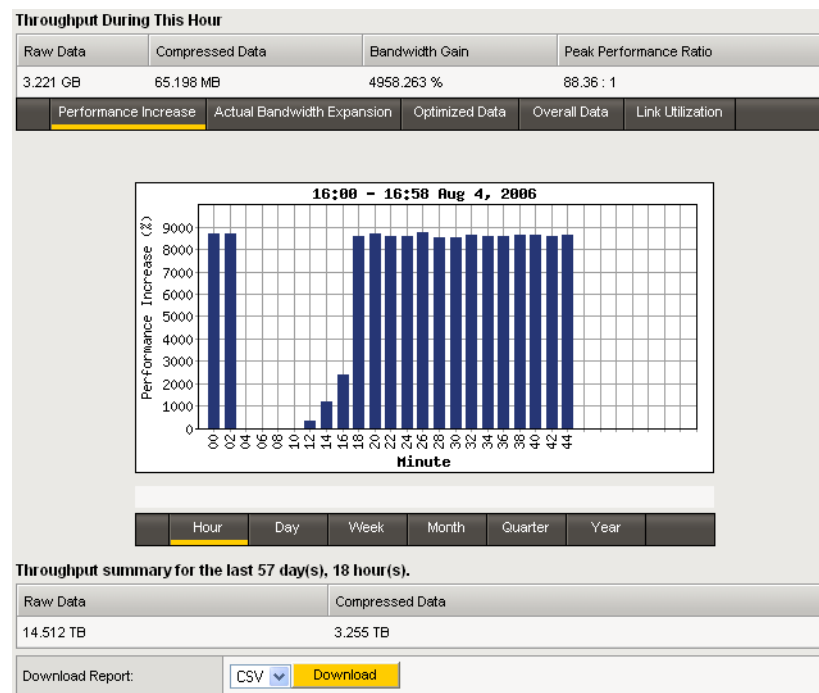 Throughput During This Hour
Raw Data Compressed Data Bandwidth Gain Peak Performance Ratio
3.221 GB 65.198 MB 4958.263 % 88.36 : 1
Performance Increase Actual Bandwidth Expansion Optimized Data Overall Data Link Utilization
16:00 - 16:58 Aug 4, 2006
Performance Increase (%)
9000
8000
7000
6000
5000
4000
3000
2000
1000
0
00 02 04 06 08 10 12 14 16 18 20 22 24 26 28 30 32 34 36 38 40 42 44
Minute
Hour Day Week Month Quarter Year
Throughput summary for the last 57 day(s), 18 hour(s).
Raw Data Compressed Data
14.512 TB 3.255 TB
Download Report: CSV Download